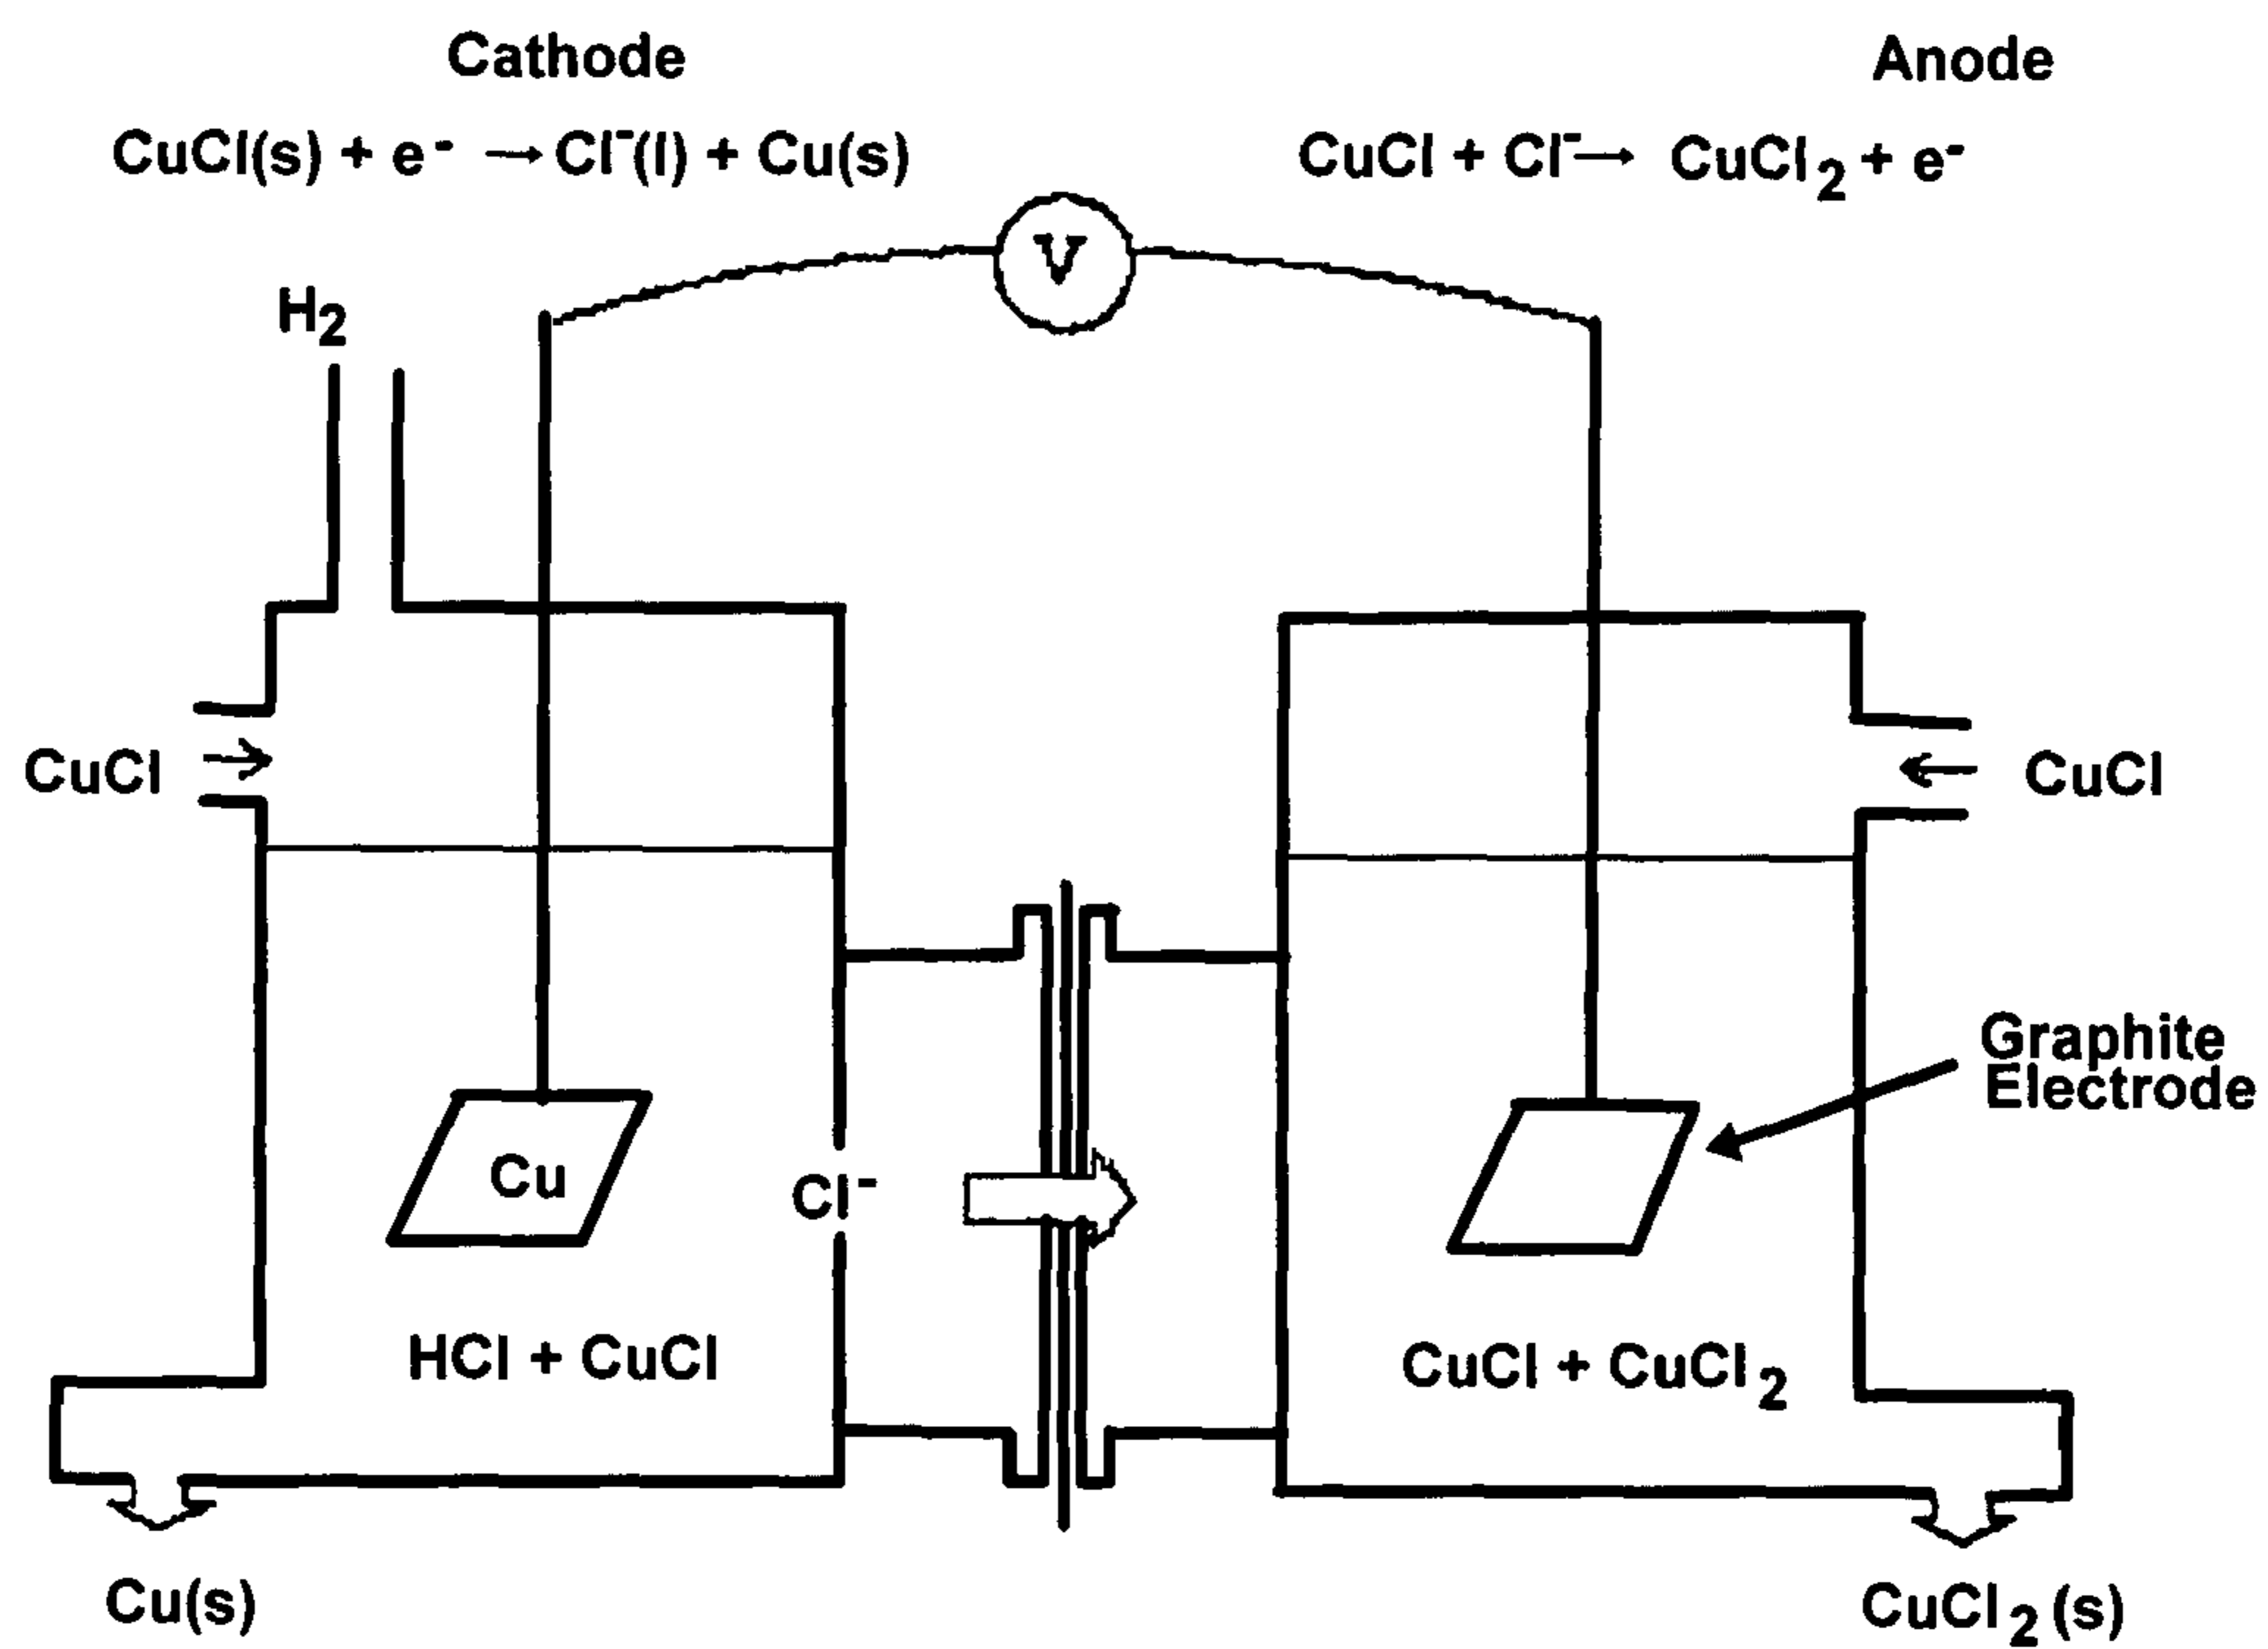 Cathode
Anode
CuCl(s) + e⁻ → Cl⁻(l) + Cu(s)
CuCl + Cl⁻ → CuCl₂ + e⁻
V
H₂
CuCl →
← CuCl
Graphite
Electrode
Cu
Cl⁻
HCl + CuCl
CuCl + CuCl₂
Cu(s)
CuCl₂ (s)